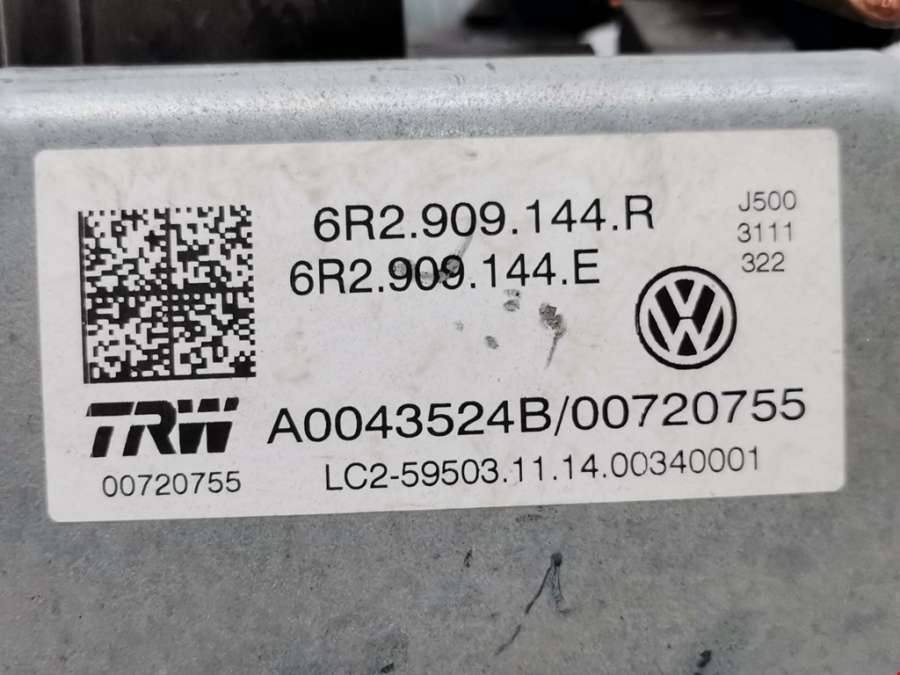 6R2.909.144.R
6R2.909.144.E
J500
3111
322
TRW
A0043524B/00720755
00720755
LC2-59503.11.14.00340001